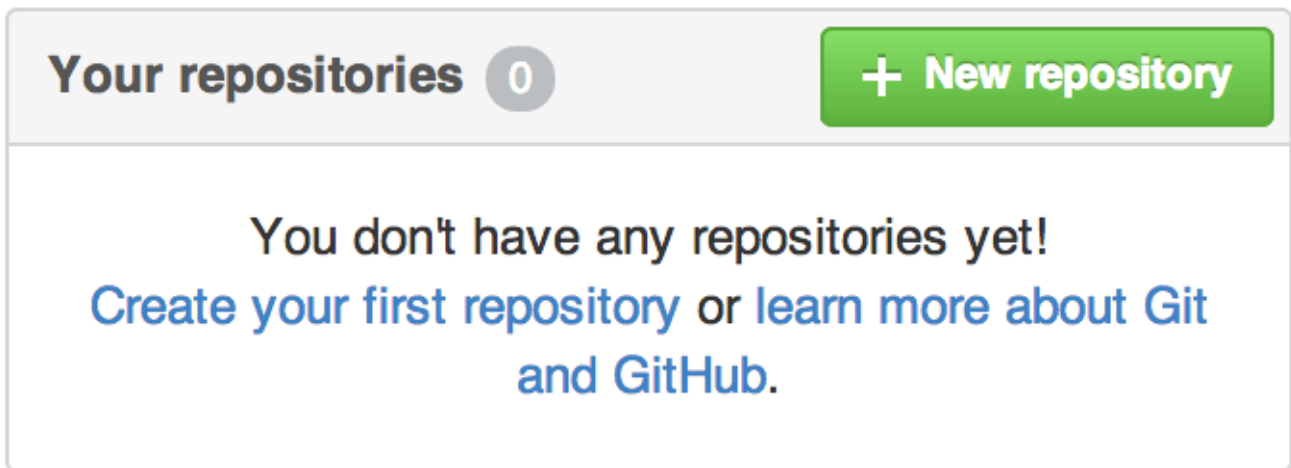 Your repositories 0
+ New repository
You don't have any repositories yet!
Create your first repository or learn more about Git
and GitHub.